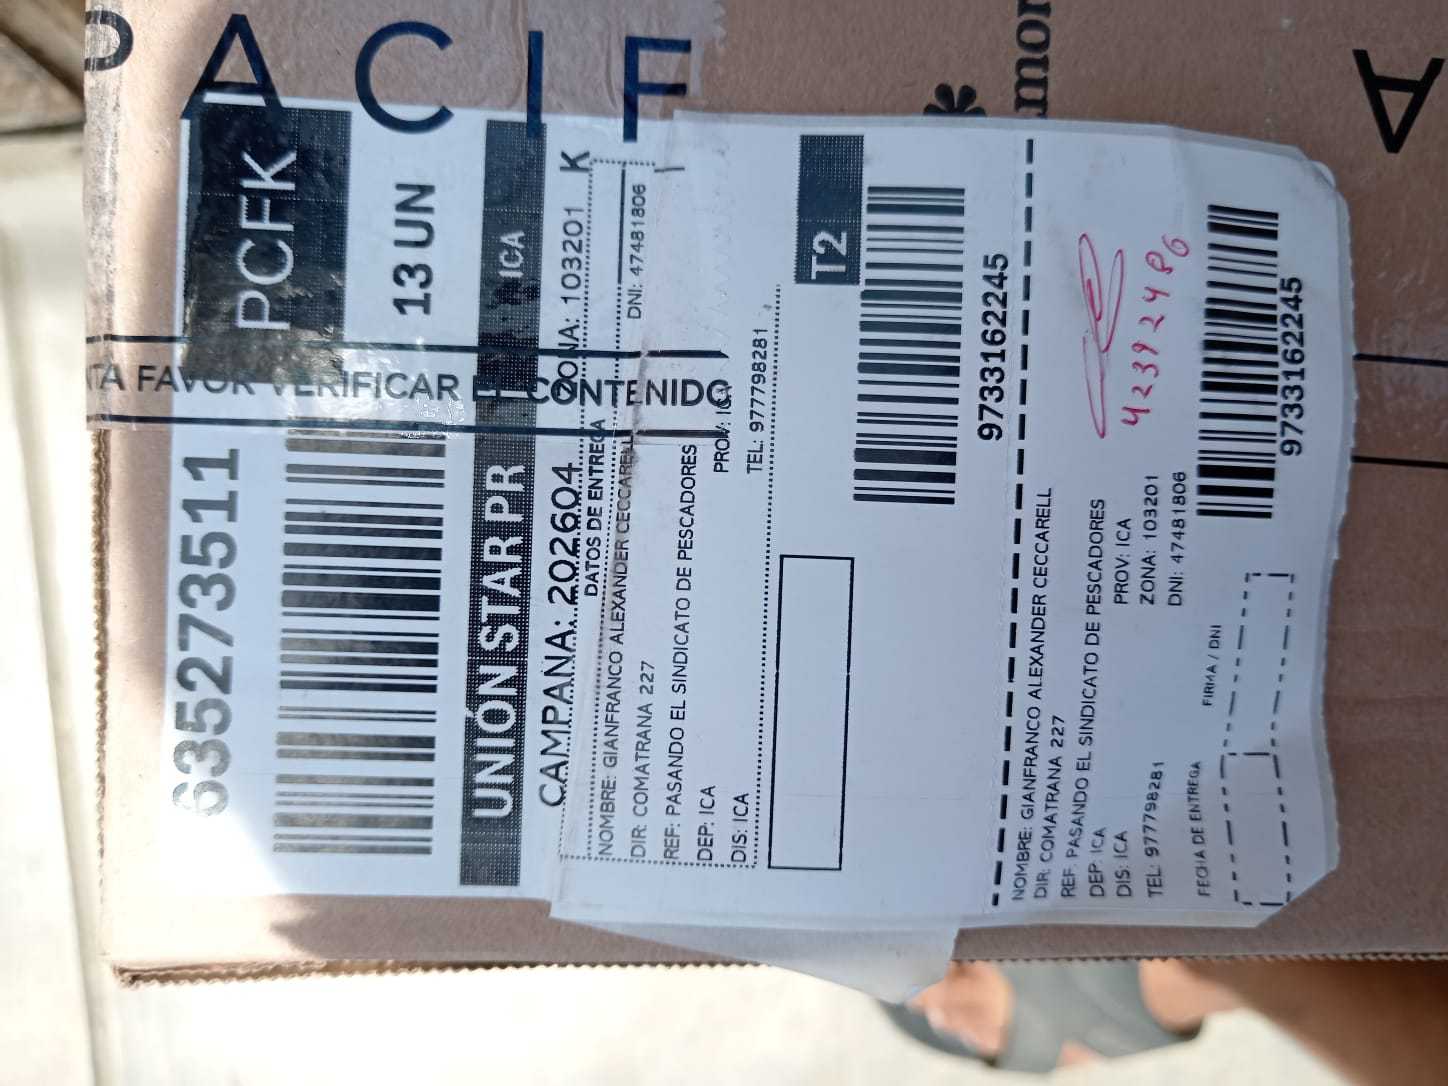 PACIF
A
mor
PCFK
635273511
13 UN
TA FAVOR VERIFICAR EL CONTENIDO
UNIÓN STAR PR
ICA
CAMPAÑA: 202604
ZONA: 103201 K
DATOS DE ENTREGA
NOMBRE: GIANFRANCO ALEXANDER CECCARELL
DNI: 47481806
DIR: COMATRANA 227
REF: PASANDO EL SINDICATO DE PESCADORES
DEP: ICA
PROV: ICA
DIS: ICA
TEL: 977798281
T2
9733162245
NOMBRE: GIANFRANCO ALEXANDER CECCARELL
DIR: COMATRANA 227
REF: PASANDO EL SINDICATO DE PESCADORES
DEP: ICA
PROV: ICA
DIS: ICA
ZONA: 103201
TEL: 977798281
DNI: 47481806
42392486
FECHA DE ENTREGA
FIRMA / DNI
9733162245